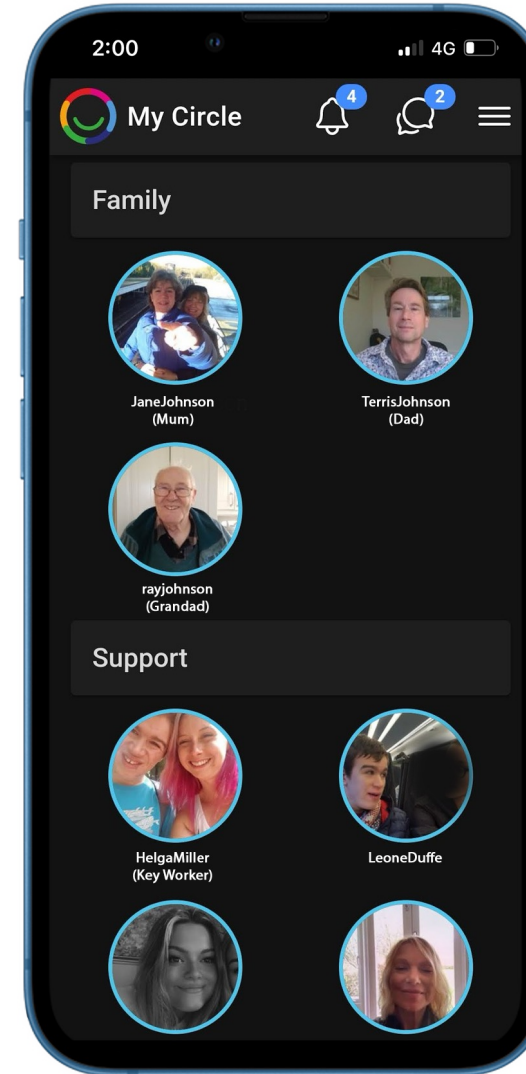 2:00
4G
My Circle
4
2
Family
JaneJohnson
(Mum)
TerrisJohnson
(Dad)
rayjohnson
(Grandad)
Support
HelgaMiller
(Key Worker)
LeoneDuffe